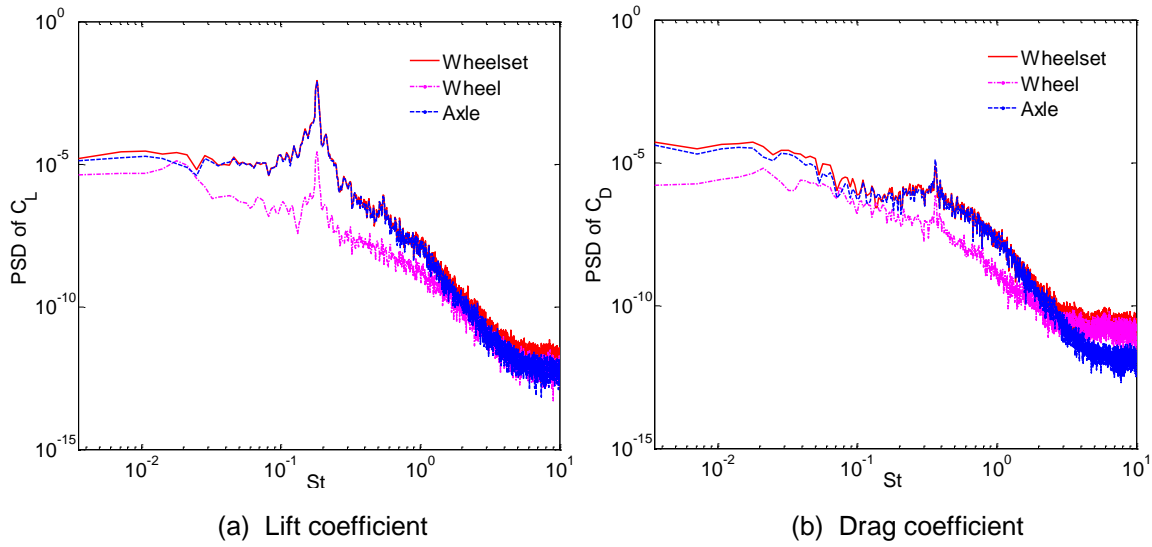 10^0
Wheelset
Wheel
Axle
10^-5
PSD of C_L
10^-10
10^-15
10^-2
10^-1
10^0
10^1
St
(a) Lift coefficient
10^0
Wheelset
Wheel
Axle
10^-5
PSD of C_D
10^-10
10^-15
10^-2
10^-1
10^0
10^1
St
(b) Drag coefficient